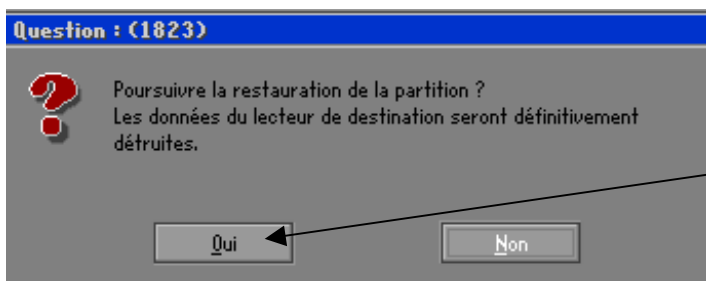 Question : (1823)
Poursuivre la restauration de la partition ?
Les données du lecteur de destination seront définitivement
détruites.
Oui
Non